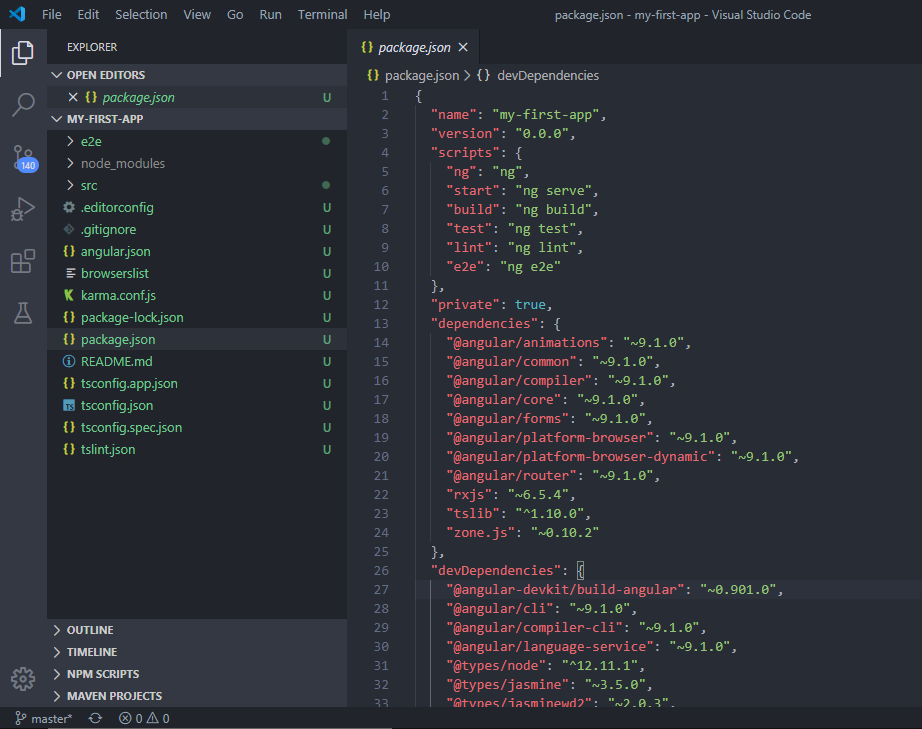 File Edit Selection View Go Run Terminal Help package.json - my-first-app - Visual Studio Code
EXPLORER
OPEN EDITORS
package.json U
MY-FIRST-APP
e2e
node_modules
src
.editorconfig U
.gitignore U
angular.json U
browserslist U
karma.conf.js U
package-lock.json U
package.json U
README.md U
tsconfig.app.json U
tsconfig.json U
tsconfig.spec.json U
tslint.json U
OUTLINE
TIMELINE
NPM SCRIPTS
MAVEN PROJECTS
140
{} package.json
{} package.json > {} devDependencies
1 {
2 "name": "my-first-app",
3 "version": "0.0.0",
4 "scripts": {
5 "ng": "ng",
6 "start": "ng serve",
7 "build": "ng build",
8 "test": "ng test",
9 "lint": "ng lint",
10 "e2e": "ng e2e"
11 },
12 "private": true,
13 "dependencies": {
14 "@angular/animations": "~9.1.0",
15 "@angular/common": "~9.1.0",
16 "@angular/compiler": "~9.1.0",
17 "@angular/core": "~9.1.0",
18 "@angular/forms": "~9.1.0",
19 "@angular/platform-browser": "~9.1.0",
20 "@angular/platform-browser-dynamic": "~9.1.0",
21 "@angular/router": "~9.1.0",
22 "rxjs": "~6.5.4",
23 "tslib": "^1.10.0",
24 "zone.js": "~0.10.2"
25 },
26 "devDependencies": {
27 "@angular-devkit/build-angular": "~0.901.0",
28 "@angular/cli": "~9.1.0",
29 "@angular/compiler-cli": "~9.1.0",
30 "@angular/language-service": "~9.1.0",
31 "@types/node": "^12.11.1",
32 "@types/jasmine": "~3.5.0",
33 "@types/jasminewd2": "~2.0.3",
master* 0 0